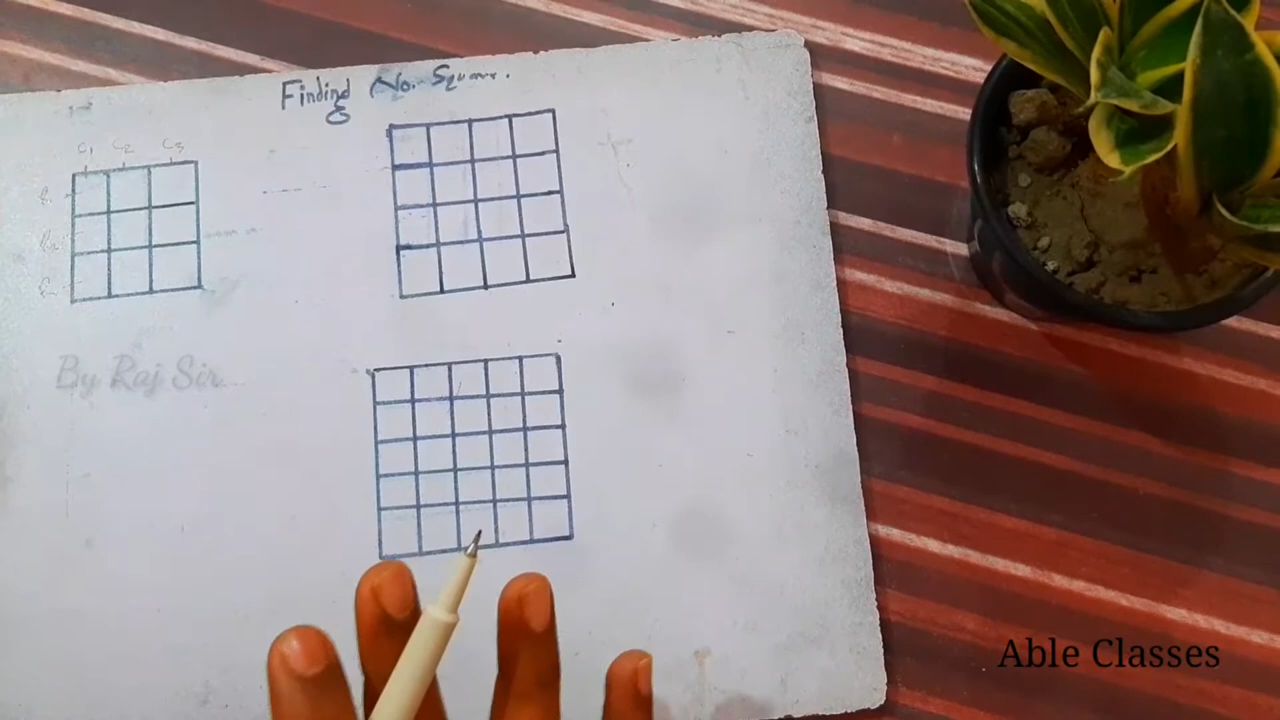 Finding No. Square.
C1 C2 C3
By Raj Sir...
Able Classes